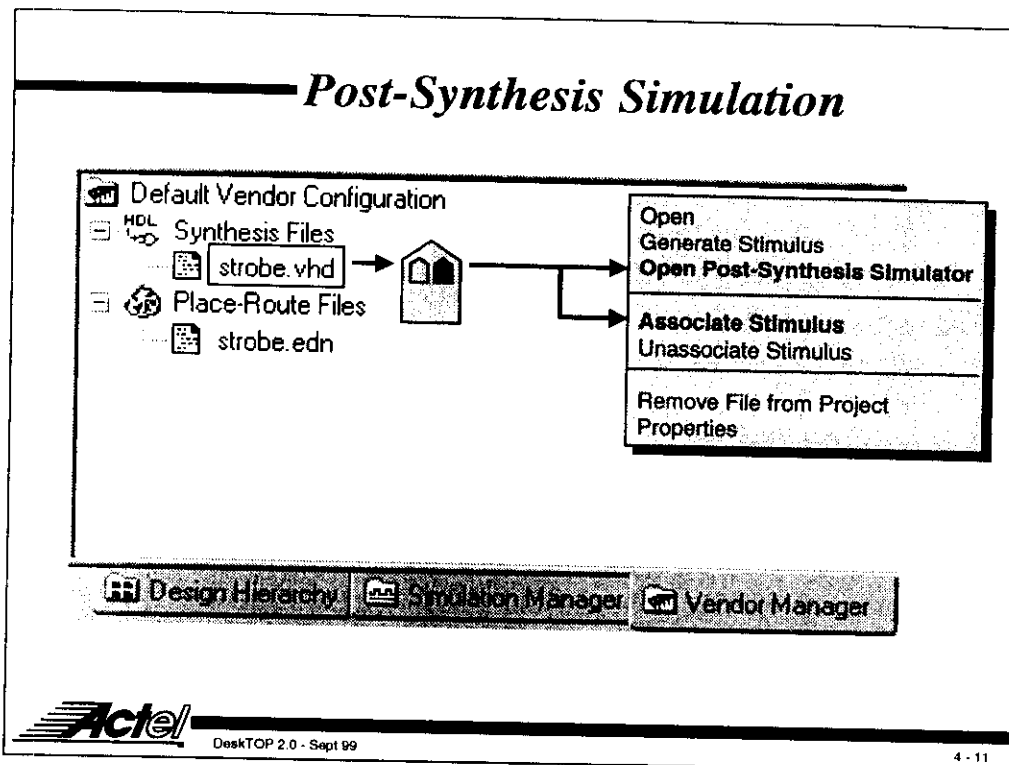 Post-Synthesis Simulation
Default Vendor Configuration
HDL
Synthesis Files
strobe.vhd
Place-Route Files
strobe.edn
Open
Generate Stimulus
Open Post-Synthesis Simulator
Associate Stimulus
Unassociate Stimulus
Remove File from Project
Properties
Design Hierarchy
Simulation Manager
Vendor Manager
Actel
DeskTOP 2.0 - Sept 99
4 - 11